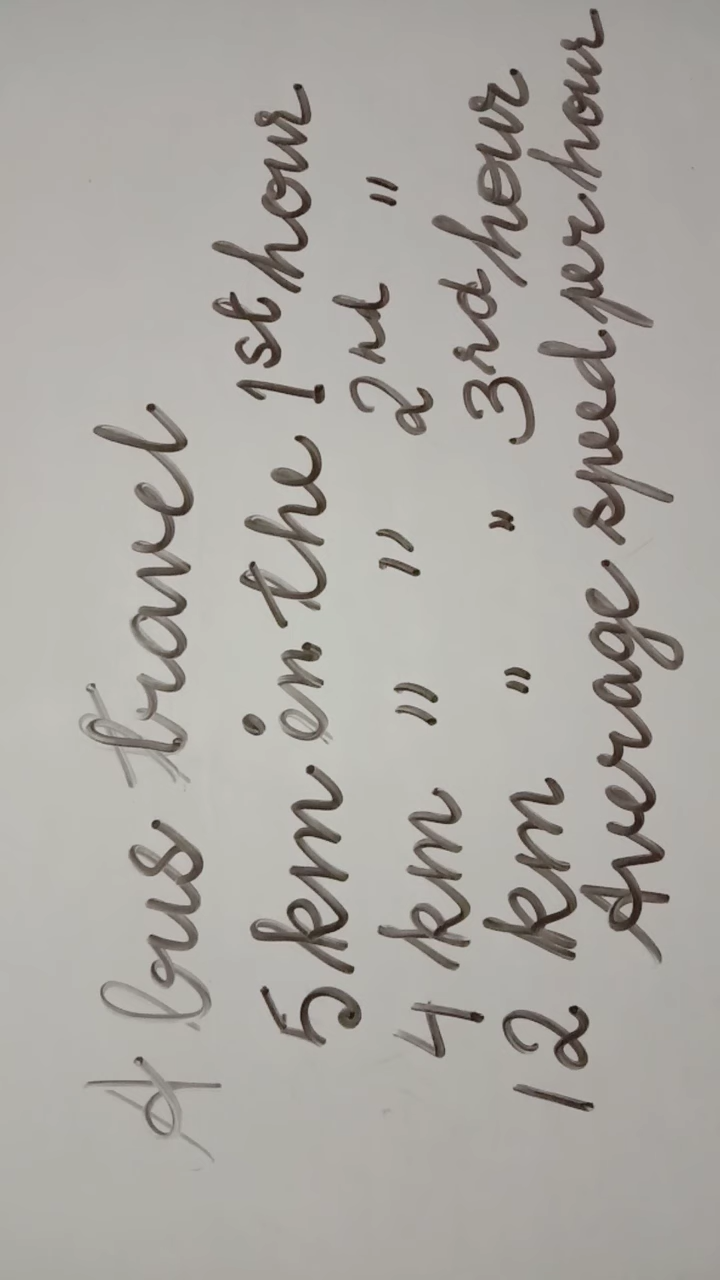 A bus travel
5 km in the 1st hour
4 km " " 2nd "
12 km " " 3rd hour
Average speed per hour